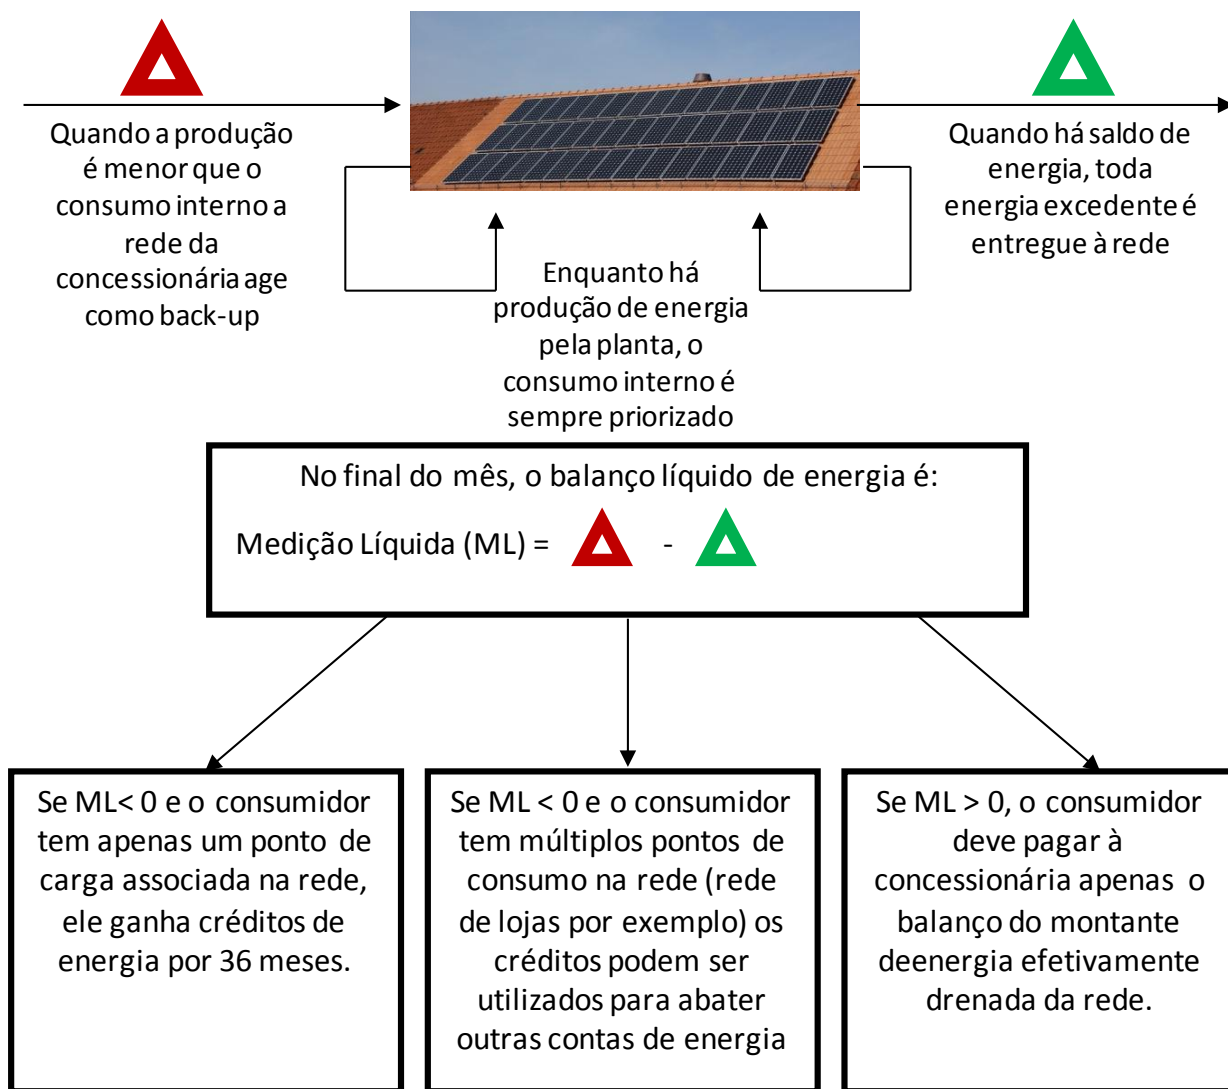 Quando a produção
é menor que o
consumo interno a
rede da
concessionária age
como back-up
Enquanto há
produção de energia
pela planta, o
consumo interno é
sempre priorizado
Quando há saldo de
energia, toda
energia excedente é
entregue à rede
No final do mês, o balanço líquido de energia é:
Medição Líquida (ML) = -
Se ML< 0 e o consumidor
tem apenas um ponto de
carga associada na rede,
ele ganha créditos de
energia por 36 meses.
Se ML < 0 e o consumidor
tem múltiplos pontos de
consumo na rede (rede
de lojas por exemplo) os
créditos podem ser
utilizados para abater
outras contas de energia
Se ML > 0, o consumidor
deve pagar à
concessionária apenas o
balanço do montante
deenergia efetivamente
drenada da rede.